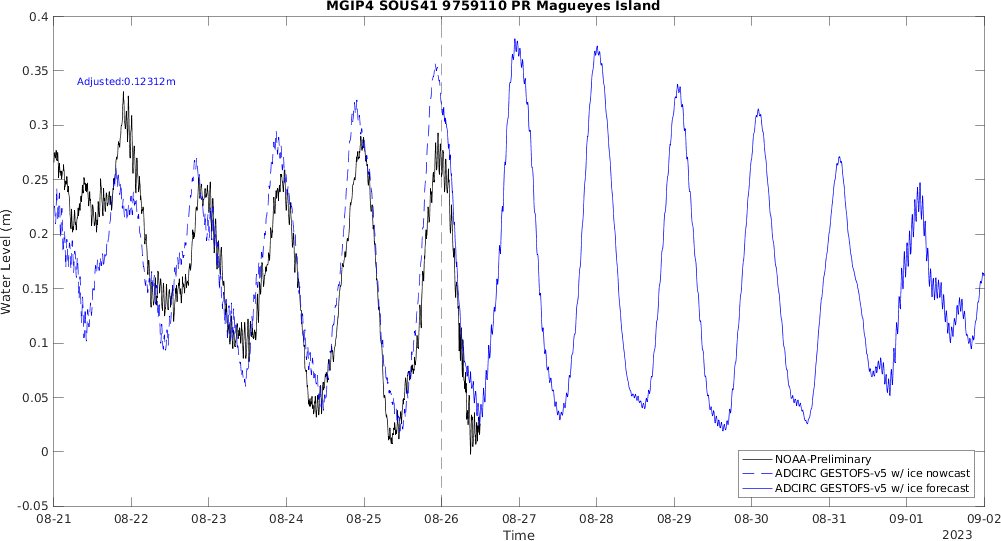 MGIP4 SOUS41 9759110 PR Magueyes Island
0.4
0.35
0.3
0.25
0.2
0.15
0.1
0.05
0
-0.05
Water Level (m)
Adjusted:0.12312m
NOAA-Preliminary
ADCIRC GESTOFS-v5 w/ ice nowcast
ADCIRC GESTOFS-v5 w/ ice forecast
08-21 08-22 08-23 08-24 08-25 08-26 08-27 08-28 08-29 08-30 08-31 09-01 09-02
Time
2023